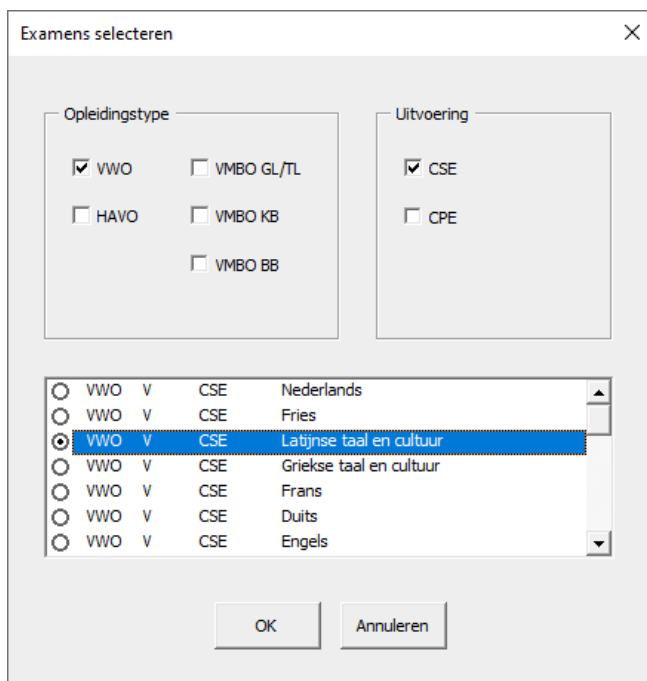 Examens selecteren
Opleidingstype
Uitvoering
VWO VMBO GL/TL CSE
HAVO VMBO KB CPE
VMBO BB
VWO V CSE Nederlands
VWO V CSE Fries
VWO V CSE Latijnse taal en cultuur
VWO V CSE Griekse taal en cultuur
VWO V CSE Frans
VWO V CSE Duits
VWO V CSE Engels
OK Annuleren